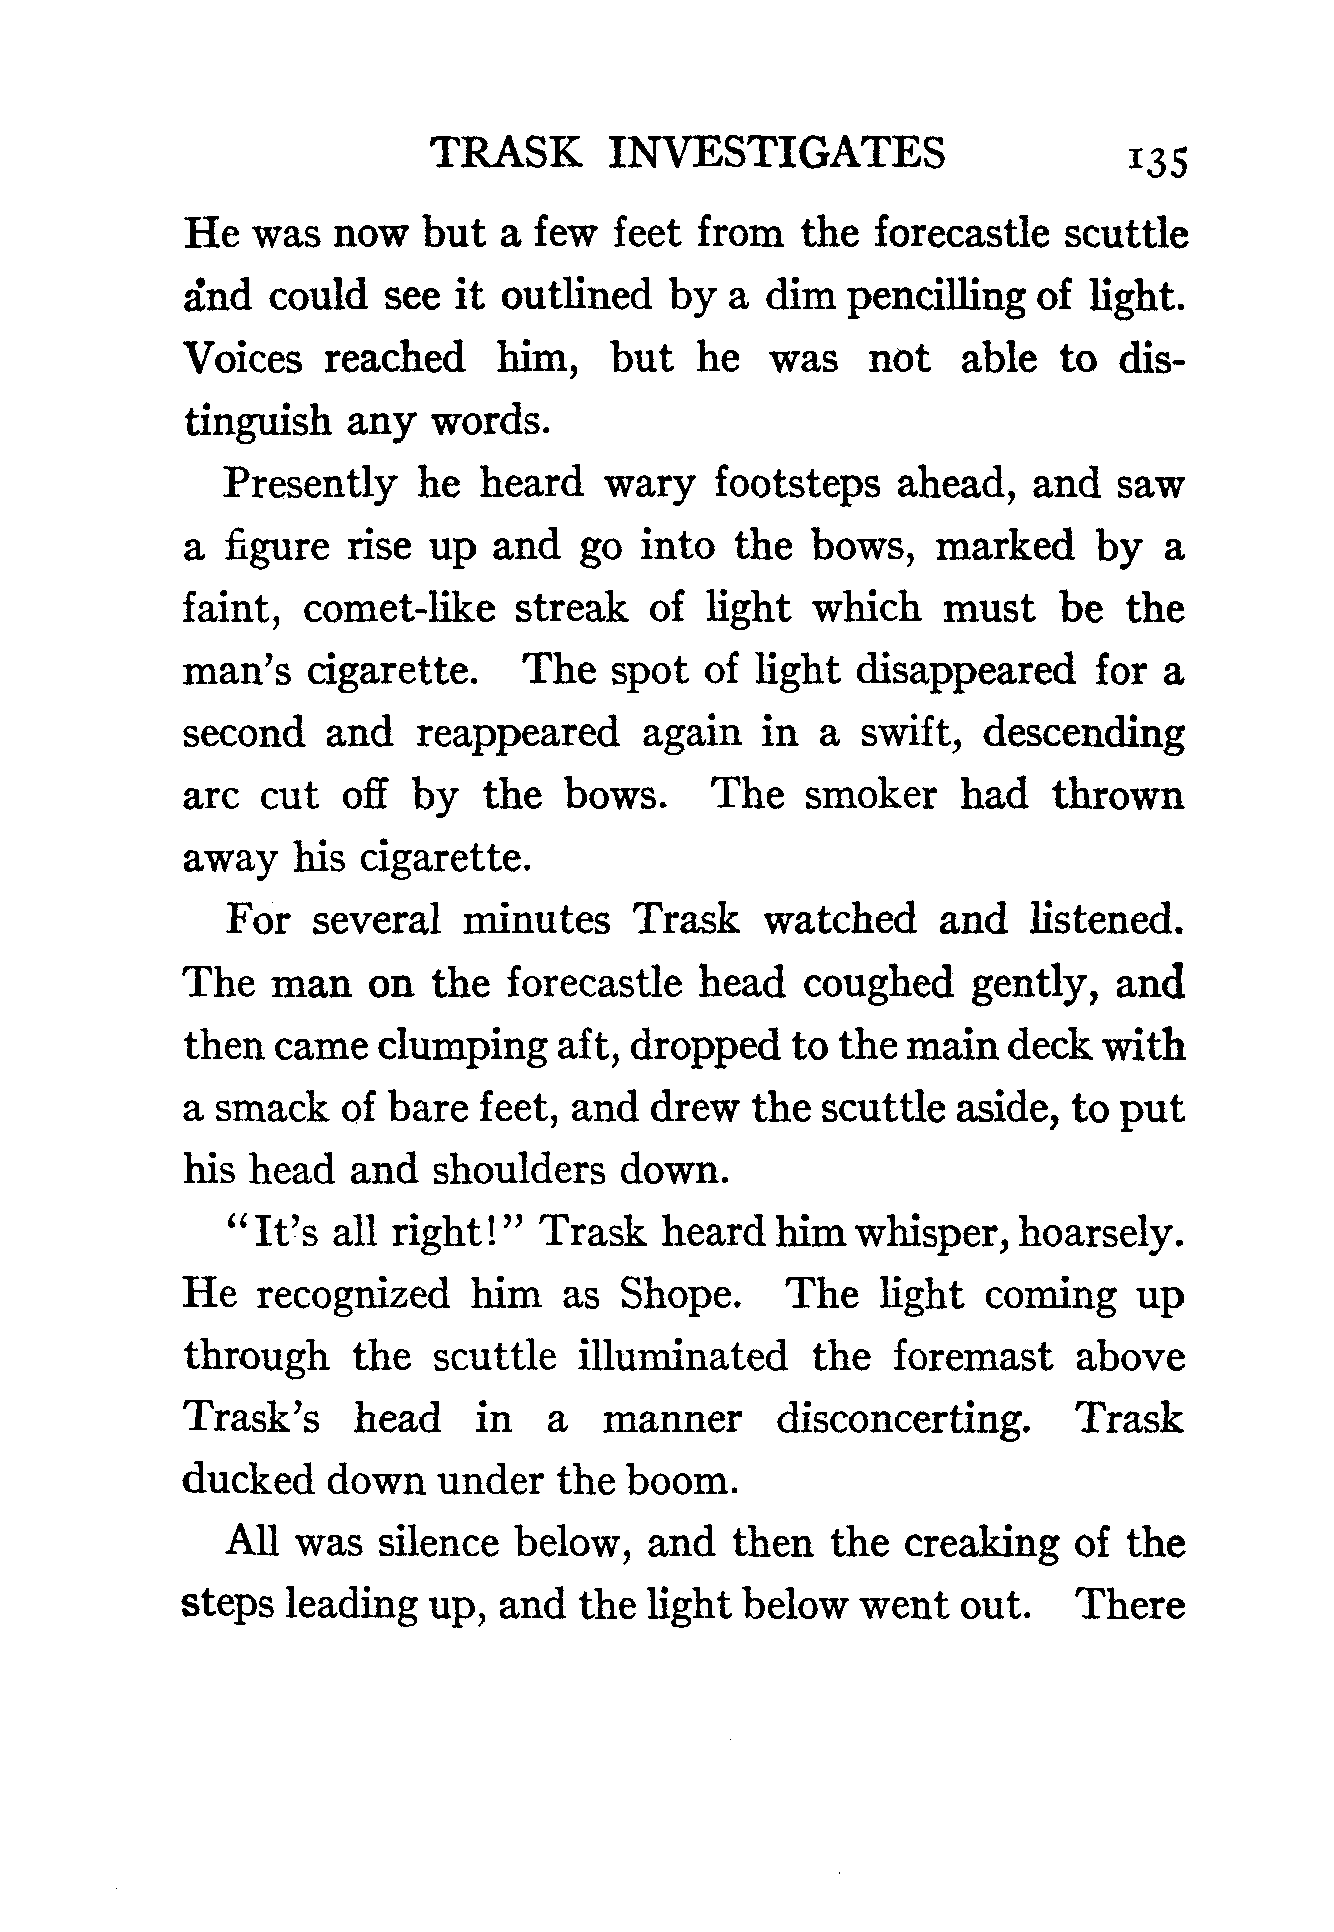 TRASK INVESTIGATES 135
He was now but a few feet from the forecastle scuttle
and could see it outlined by a dim pencilling of light.
Voices reached him, but he was not able to dis-
tinguish any words.
Presently he heard wary footsteps ahead, and saw
a figure rise up and go into the bows, marked by a
faint, comet-like streak of light which must be the
man's cigarette. The spot of light disappeared for a
second and reappeared again in a swift, descending
arc cut off by the bows. The smoker had thrown
away his cigarette.
For several minutes Trask watched and listened.
The man on the forecastle head coughed gently, and
then came clumping aft, dropped to the main deck with
a smack of bare feet, and drew the scuttle aside, to put
his head and shoulders down.
"It's all right!" Trask heard him whisper, hoarsely.
He recognized him as Shope. The light coming up
through the scuttle illuminated the foremast above
Trask's head in a manner disconcerting. Trask
ducked down under the boom.
All was silence below, and then the creaking of the
steps leading up, and the light below went out. There